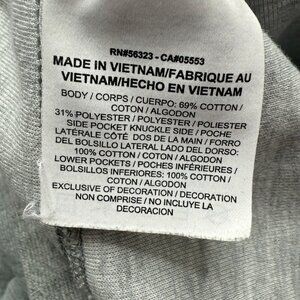 RN#56323 - CA#05553
MADE IN VIETNAM/FABRIQUE AU
VIETNAM/HECHO EN VIETNAM
BODY / CORPS / CUERPO: 69% COTTON /
COTON / ALGODON
31% POLYESTER / POLYESTER / POLIESTER
SIDE POCKET KNUCKLE SIDE / POCHE
LATÉRALE CÔTÉ DOS DE LA MAIN / FORRO
DEL BOLSILLO LATERAL LADO DEL DORSO:
100% COTTON / COTON / ALGODON
LOWER POCKETS / POCHES INFERIEURES /
BOLSILLOS INFERIORES: 100% COTTON /
COTON / ALGODON
EXCLUSIVE OF DECORATION / DECORATION
NON COMPRISE / NO INCLUYE LA
DECORACION